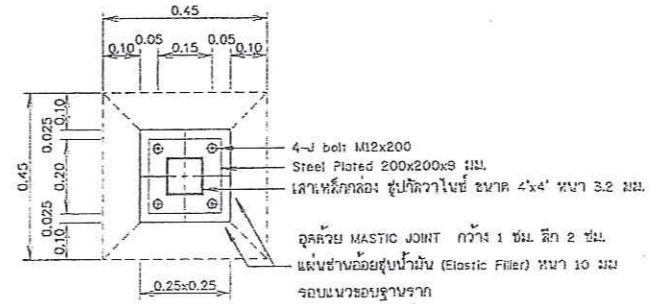 0.45
0.05 0.05
0.10 0.15 0.10
0.45
0.10
0.025
0.20
0.025
0.10
4-J bolt M12x200
Steel Plated 200x200x9 มม.
เสาเหล็กกล่อง ชุปกัลวาไนซ์ ขนาด 4"x4" หนา 3.2 มม.
อุดด้วย MASTIC JOINT กว้าง 1 ซม. ลึก 2 ซม.
แผ่นชานอ้อยชุบน้ำมัน (Elastic Filler) หนา 10 มม
รอบแนวขอบฐานราก
0.25x0.25